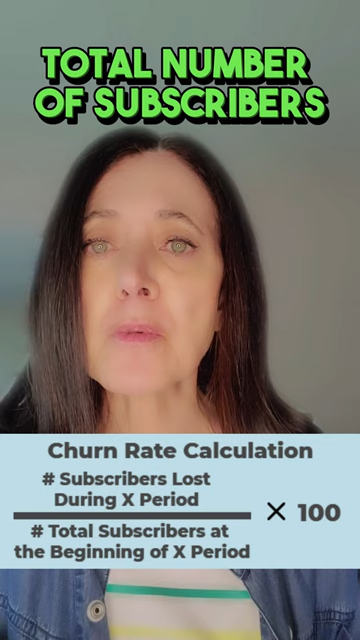 TOTAL NUMBER
OF SUBSCRIBERS
Churn Rate Calculation
# Subscribers Lost
During X Period
× 100
# Total Subscribers at
the Beginning of X Period